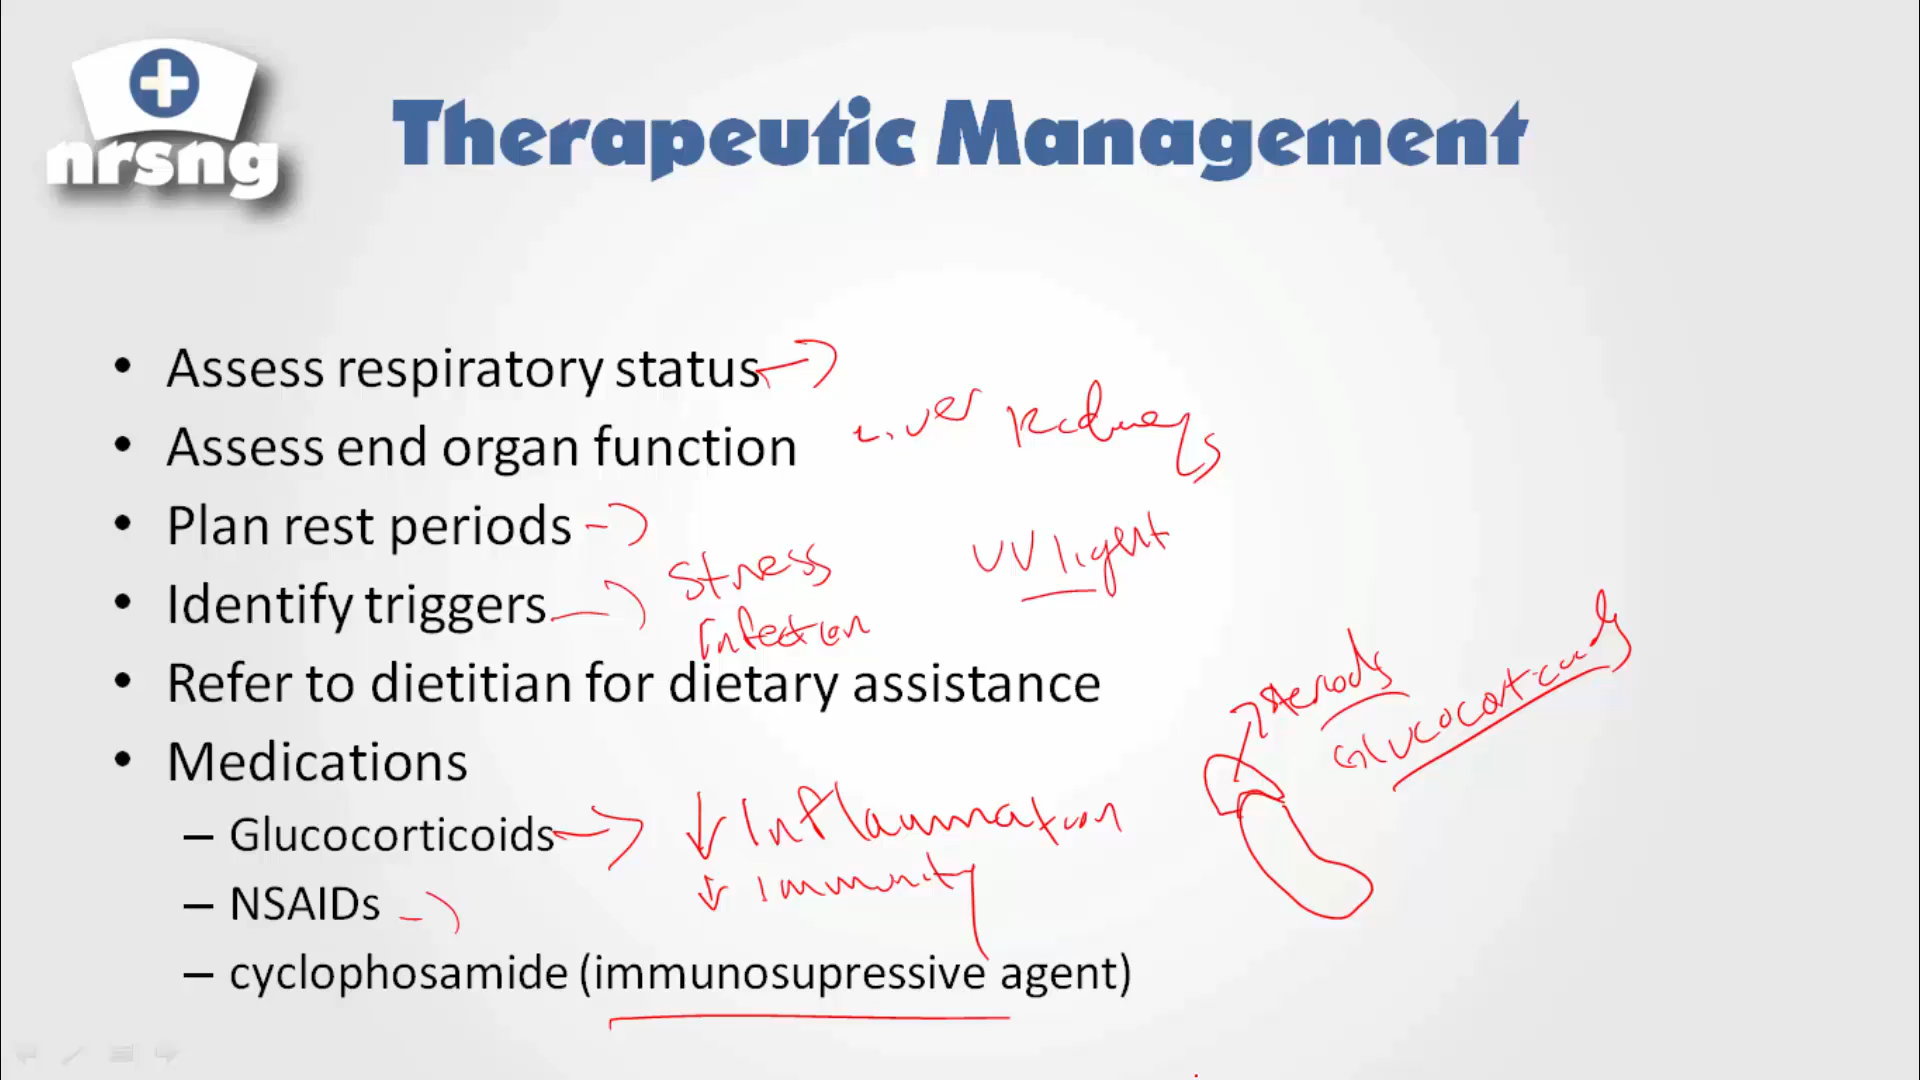 nrsng
Therapeutic Management
• Assess respiratory status
• Assess end organ function
Liver Kidneys
• Plan rest periods
• Identify triggers
Stress
UV light
Infection
• Refer to dietitian for dietary assistance
• Medications
– Glucocorticoids
↓ Inflammation
– NSAIDs
↓ Immunity
– cyclophosamide (immunosupressive agent)
steriods
Glucocorticoids